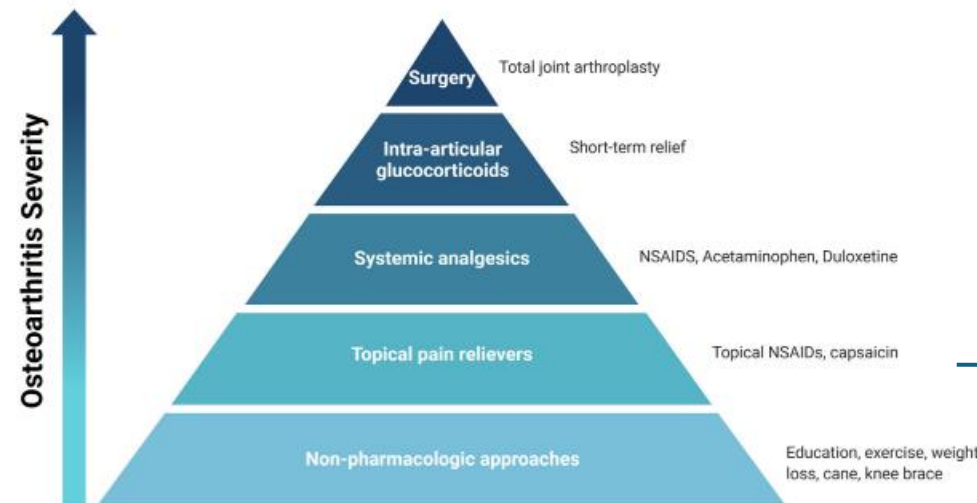 Osteoarthritis Severity
Surgery
Total joint arthroplasty
Intra-articular
glucocorticoids
Short-term relief
Systemic analgesics
NSAIDS, Acetaminophen, Duloxetine
Topical pain relievers
Topical NSAIDs, capsaicin
Non-pharmacologic approaches
Education, exercise, weight
loss, cane, knee brace